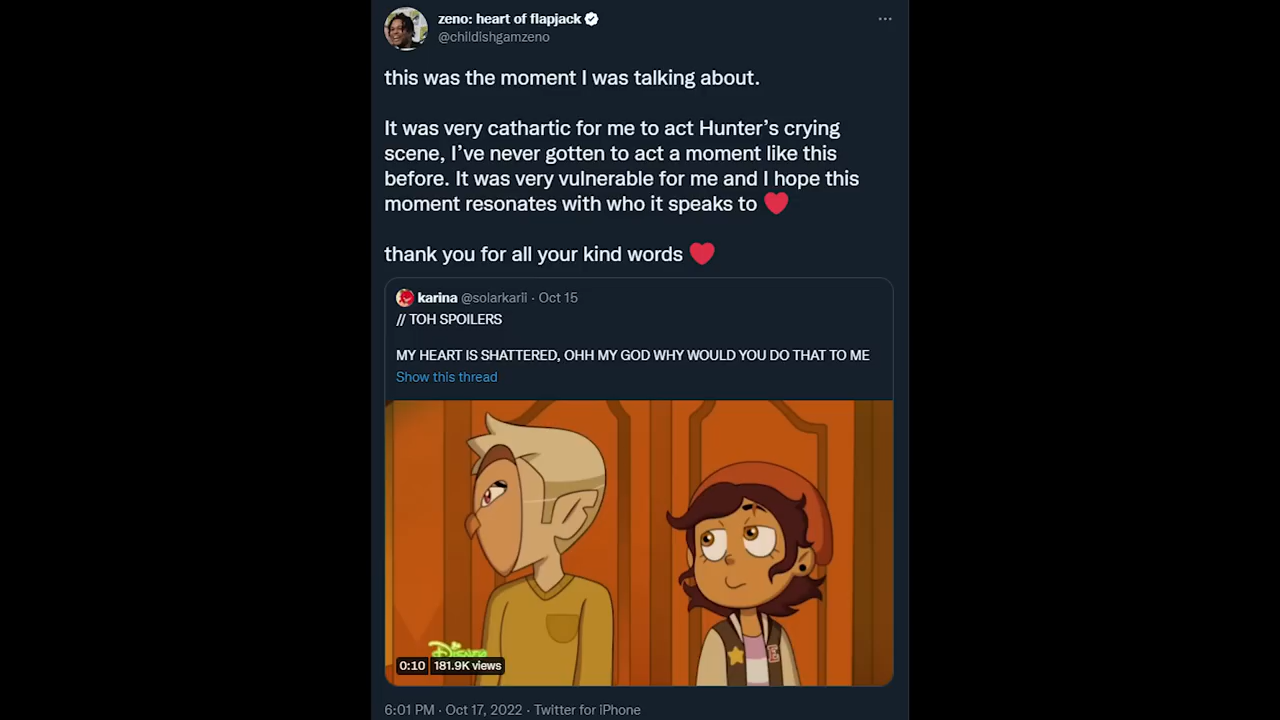 zeno: heart of flapjack
@childishgamzeno
this was the moment I was talking about.
It was very cathartic for me to act Hunter’s crying
scene, I’ve never gotten to act a moment like this
before. It was very vulnerable for me and I hope this
moment resonates with who it speaks to ❤️
thank you for all your kind words ❤️
karina @solarkarii · Oct 15
// TOH SPOILERS
MY HEART IS SHATTERED, OHH MY GOD WHY WOULD YOU DO THAT TO ME
Show this thread
E
Disney
0:10 181.9K views
6:01 PM · Oct 17, 2022 · Twitter for iPhone